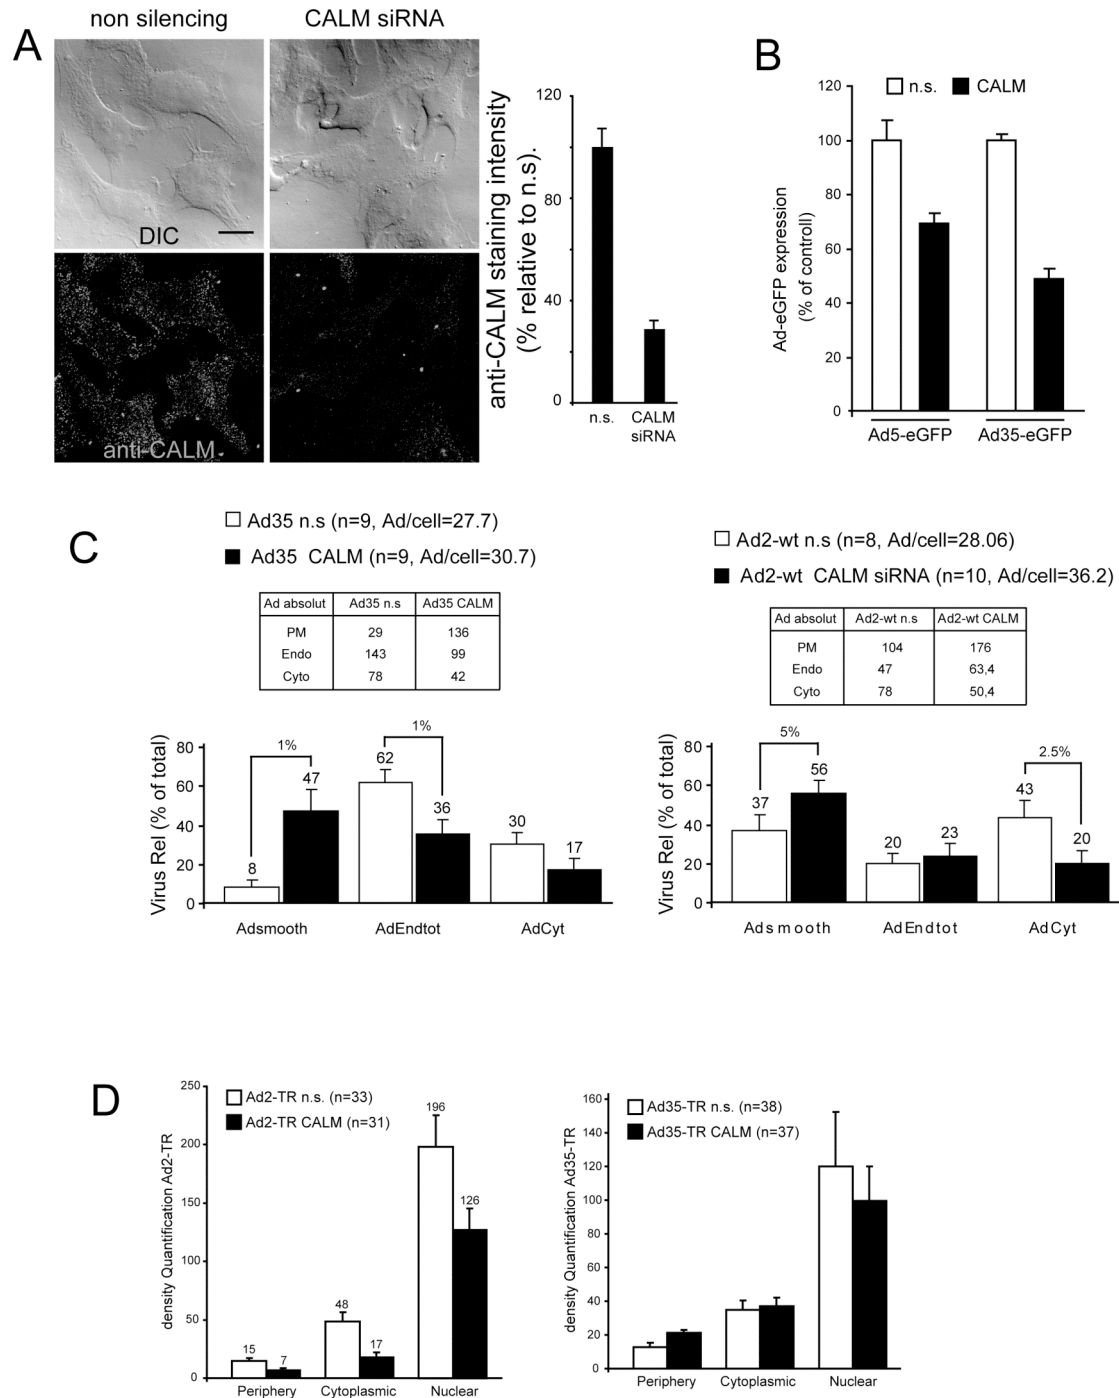 A
non silencing
CALM siRNA
DIC
anti-CALM
anti-CALM staining intensity
(% relative to n.s).
120
80
40
0
n.s.
CALM
siRNA
B
n.s.
CALM
Ad-eGFP expression
(% of controll)
120
100
80
60
40
20
0
Ad5-eGFP
Ad35-eGFP
C
Ad35 n.s (n=9, Ad/cell=27.7)
Ad35 CALM (n=9, Ad/cell=30.7)
Ad absolut Ad35 n.s Ad35 CALM
PM 29 136
Endo 143 99
Cyto 78 42
Virus Rel (% of total)
80
60
40
20
0
1%
1%
8
47
62
36
30
17
Adsmooth
AdEndtot
AdCyt
Ad2-wt n.s (n=8, Ad/cell=28.06)
Ad2-wt CALM siRNA (n=10, Ad/cell=36.2)
Ad absolut Ad2-wt n.s Ad2-wt CALM
PM 104 176
Endo 47 63,4
Cyto 78 50,4
Virus Rel (% of total)
80
60
40
20
0
5%
2.5%
37
56
20
23
43
20
Adsmooth
AdEndtot
AdCyt
D
Ad2-TR n.s. (n=33)
Ad2-TR CALM (n=31)
density Quantification Ad2-TR
250
200
150
100
50
0
15
7
48
17
196
126
Periphery
Cytoplasmic
Nuclear
Ad35-TR n.s. (n=38)
Ad35-TR CALM (n=37)
density Quantification Ad35-TR
160
140
120
100
80
60
40
20
0
Periphery
Cytoplasmic
Nuclear